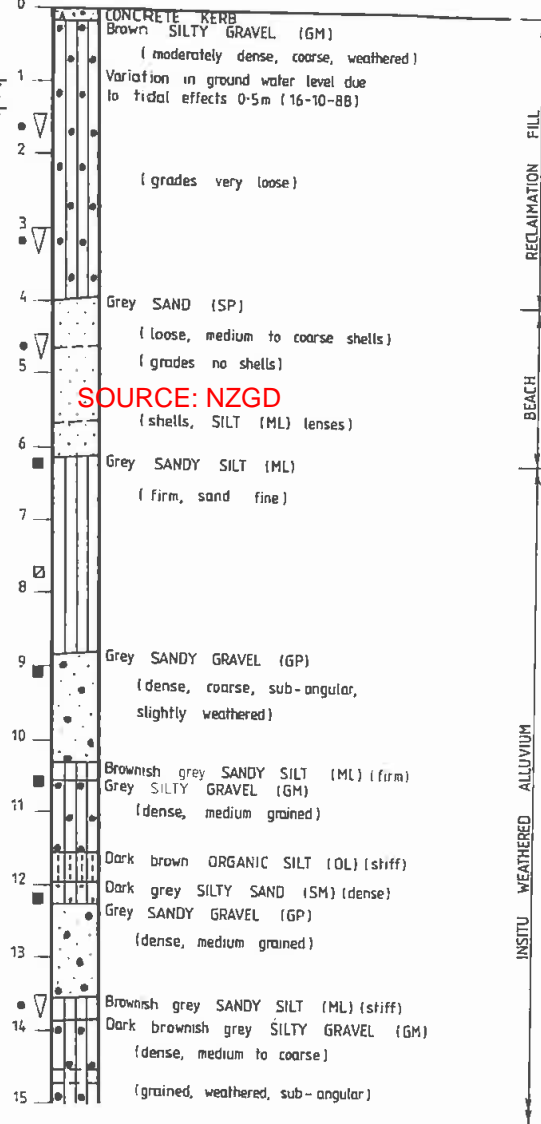 0
CONCRETE KERB
Brown SILTY GRAVEL (GM)
(moderately dense, coarse, weathered)
1
Variation in ground water level due
to tidal effects 0·5m (16-10-88)
2
(grades very loose)
3
RECLAIMATION FILL
4
Grey SAND (SP)
(loose, medium to coarse shells)
(grades no shells)
5
SOURCE: NZGD
(shells, SILT (ML) lenses)
BEACH
6
Grey SANDY SILT (ML)
(firm, sand fine)
7
8
9
Grey SANDY GRAVEL (GP)
(dense, coarse, sub-angular,
slightly weathered)
10
Brownish grey SANDY SILT (ML) (firm)
Grey SILTY GRAVEL (GM)
11
(dense, medium grained)
Dark brown ORGANIC SILT (OL) (stiff)
12
Dark grey SILTY SAND (SM) (dense)
Grey SANDY GRAVEL (GP)
(dense, medium grained)
13
INSITU WEATHERED ALLUVIUM
Brownish grey SANDY SILT (ML) (stiff)
14
Dark brownish grey SILTY GRAVEL (GM)
(dense, medium to coarse)
(grained, weathered, sub-angular)
15